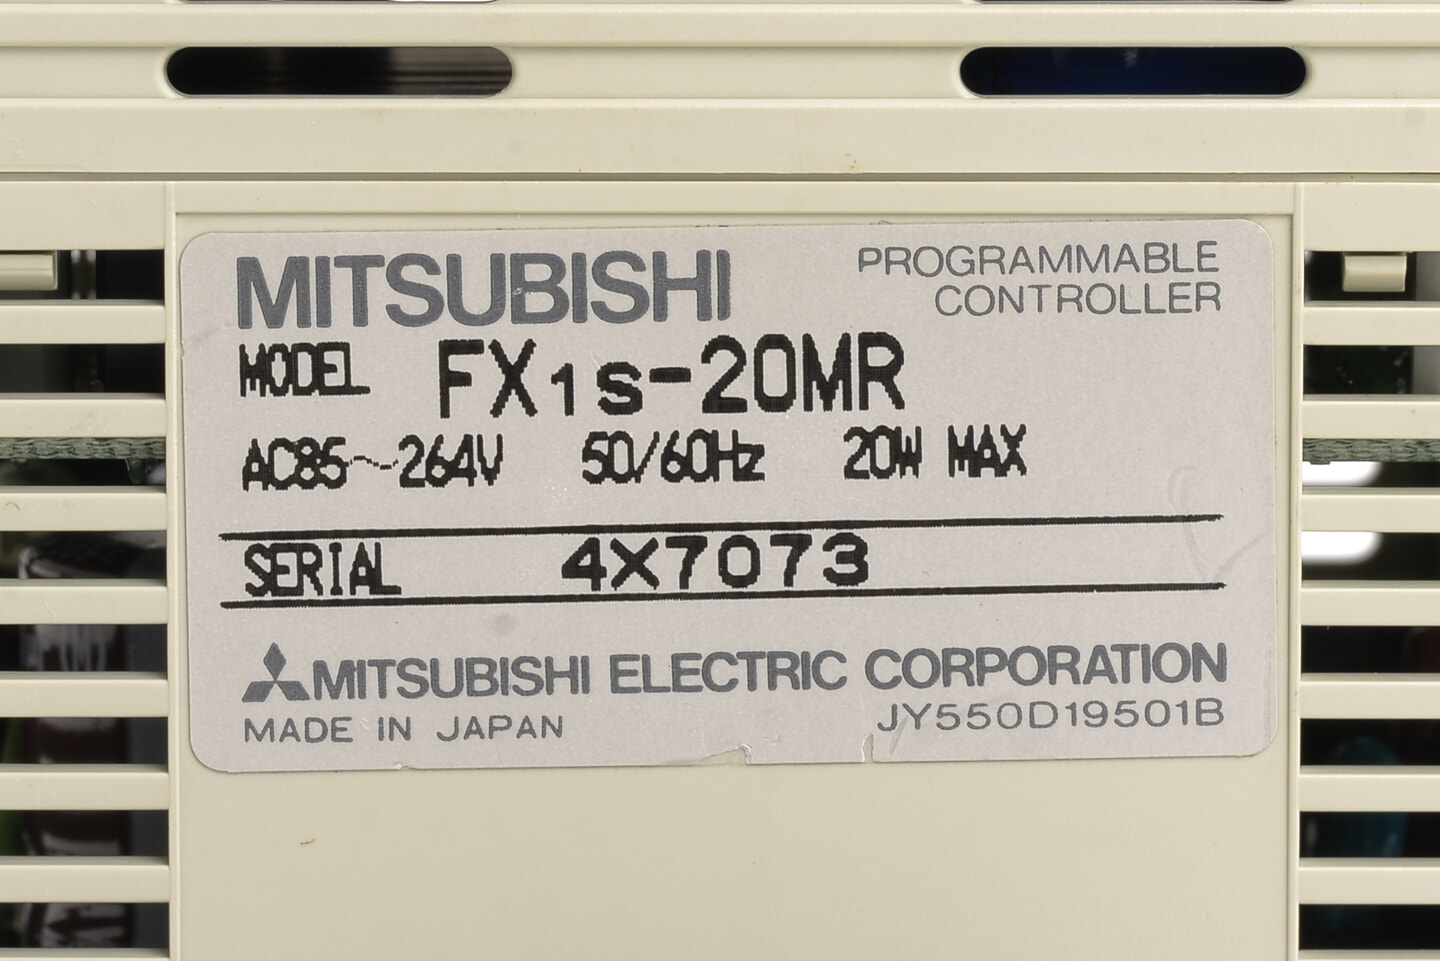 MITSUBISHI
PROGRAMMABLE
CONTROLLER
MODEL FX1s-20MR
AC85~264V 50/60Hz 20W MAX
SERIAL 4X7073
MITSUBISHI ELECTRIC CORPORATION
MADE IN JAPAN JY550D19501B